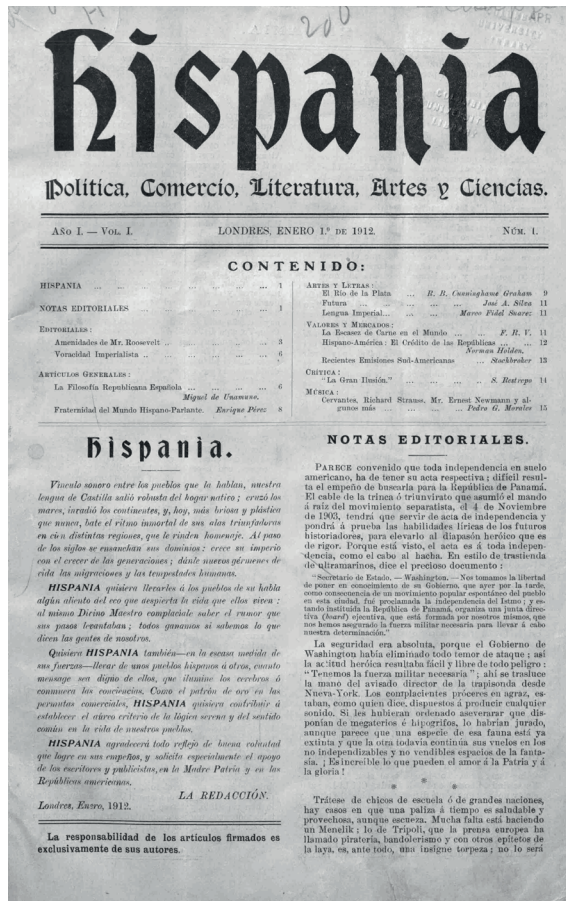 200
APR
Hispania
Política, Comercio, Literatura, Artes y Ciencias.
AÑO I. — VOL. I.
LONDRES, ENERO 1.º DE 1912.
NÚM. 1.
CONTENIDO:
HISPANIA ... ... ... ... ... 1
NOTAS EDITORIALES ... ... ... ... 1
EDITORIALES :
Amenidades de Mr. Roosevelt ... ... ... 3
Voracidad Imperialista ... ... ... ... 6
ARTÍCULOS GENERALES :
La Filosofía Republicana Española ... ... ... 6
Miguel de Unamuno.
Fraternidad del Mundo Hispano-Parlante. Enrique Pérez 8
ARTES Y LETRAS :
El Rio de la Plata ... R. B. Cunninghame Graham 9
Futura ... ... ... ... José A. Silva 11
Lengua Imperial... ... ... Marco Fidel Suarez 11
VALORES Y MERCADOS :
La Escasez de Carne en el Mundo ... ... F. R. V. 11
Hispano-América : El Crédito de las Repúblicas ... ... 12
Norman Holden.
Recientes Emisiones Sud-Americanas ... Stockbroker 13
CRÍTICA :
"La Gran Ilusión." ... ... ... S. Restrepo 14
MÚSICA :
Cervantes, Richard Strauss, Mr. Ernest Newmann y al-
gunos más ... ... ... ... Pedro G. Morales 15
Hispania.
Vínculo sonoro entre los pueblos que la hablan, nuestra
lengua de Castilla salió robusta del hogar nativo ; cruzó los
mares, invadió los continentes, y, hoy, más briosa y plástica
que nunca, bate el ritmo inmortal de sus alas triunfadoras
en cien distintas regiones, que le rinden homenaje. Al paso
de los siglos se ensanchan sus dominios : crece su imperio
con el crecer de las generaciones ; dánle nuevos gérmenes de
vida las migraciones y las tempestades humanas.
HISPANIA quisiera llevarles á los pueblos de su habla
algún aliento del eco que despierta la vida que ellos viven :
al mismo Divino Maestro complacíale saber el rumor que
sus pasos levantaban ; todos ganamos si sabemos lo que
dicen las gentes de nosotros.
Quisiera HISPANIA también—en la escasa medida de
sus fuerzas—llevar de unos pueblos hispanos á otros, cuanto
mensage sea digno de ellos, que ilumine los cerebros ó
conmueva las conciencias. Como el patrón de oro en las
permutas comerciales, HISPANIA quisiera contribuir á
establecer el áureo criterio de la lógica serena y del sentido
común en la vida de nuestros pueblos.
HISPANIA agradecerá todo reflejo de buena voluntad
que logre en sus empeños, y solicita especialmente el apoyo
de los escritores y publicistas, en la Madre Patria y en las
Repúblicas americanas.
LA REDACCIÓN.
Londres, Enero, 1912.
La responsabilidad de los artículos firmados es
exclusivamente de sus autores.
NOTAS EDITORIALES.
PARECE convenido que toda independencia en suelo
americano, ha de tener su acta respectiva ; difícil resul-
ta el empeño de buscarla para la República de Panamá.
El cable de la trinca ó triunvirato que asumió el mando
á raíz del movimiento separatista, el 4 de Noviembre
de 1903, tendrá que servir de acta de independencia y
pondrá á prueba las habilidades líricas de los futuros
historiadores, para elevarlo al diapasón heróico que es
de rigor. Porque está visto, el acta es á toda indepen-
dencia, como el cabo al hacha. En estilo de trastienda
de ultramarinos, dice el precioso documento :
"Secretario de Estado. — Washington. — Nos tomamos la libertad
de poner en conocimiento de su Gobierno, que ayer por la tarde,
como consecuencia de un movimiento popular espontáneo del pueblo
en esta ciudad, fué proclamada la independencia del Istmo ; y es-
tando instituída la República de Panamá, organiza una junta direc-
tiva (board) ejecutiva, que está formada por nosotros mismos, que
nos hemos asegurado la fuerza militar necesaria para llevar á cabo
nuestra determinación."
La seguridad era absoluta, porque el Gobierno de
Washington había eliminado todo temor de ataque ; así
la actitud heróica resultaba fácil y libre de todo peligro :
"Tenemos la fuerza militar necesaria" ; ahí se trasluce
la mano del avisado director de la trapisonda desde
Nueva-York. Los complacientes próceres en agraz, es-
taban, como quien dice, dispuestos á producir cualquier
sonido. Si les hubieran ordenado aseverar que dis-
ponían de megaterios é hipogrifos, lo habrían jurado,
aunque parece que una especie de esa fauna está ya
extinta y que la otra todavía continúa sus vuelos en los
no independizables y no vendibles espacios de la fanta-
sía. ¡ Es increíble lo que pueden el amor á la Patria y á
la gloria !
* * *
Trátese de chicos de escuela ó de grandes naciones,
hay casos en que una paliza á tiempo es saludable y
provechosa, aunque escueza. Mucha falta está haciendo
un Menelik ; lo de Trípoli, que la prensa europea ha
llamado piratería, bandolerismo y con otros epítetos de
la laya, es, ante todo, una insigne torpeza ; no lo será